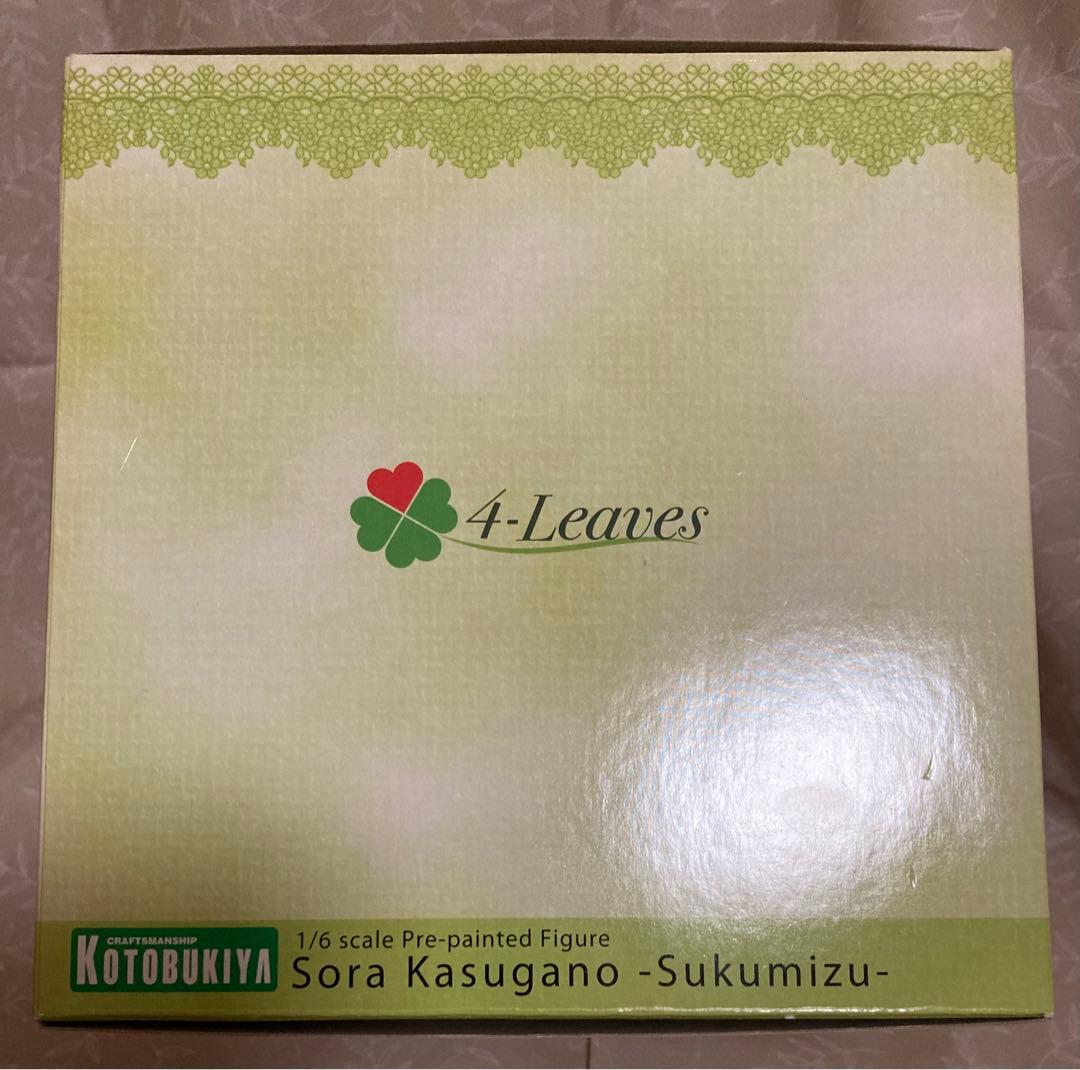 4-Leaves
CRAFTSMANSHIP
KOTOBUKIYA
1/6 scale Pre-painted Figure
Sora Kasugano -Sukumizu-